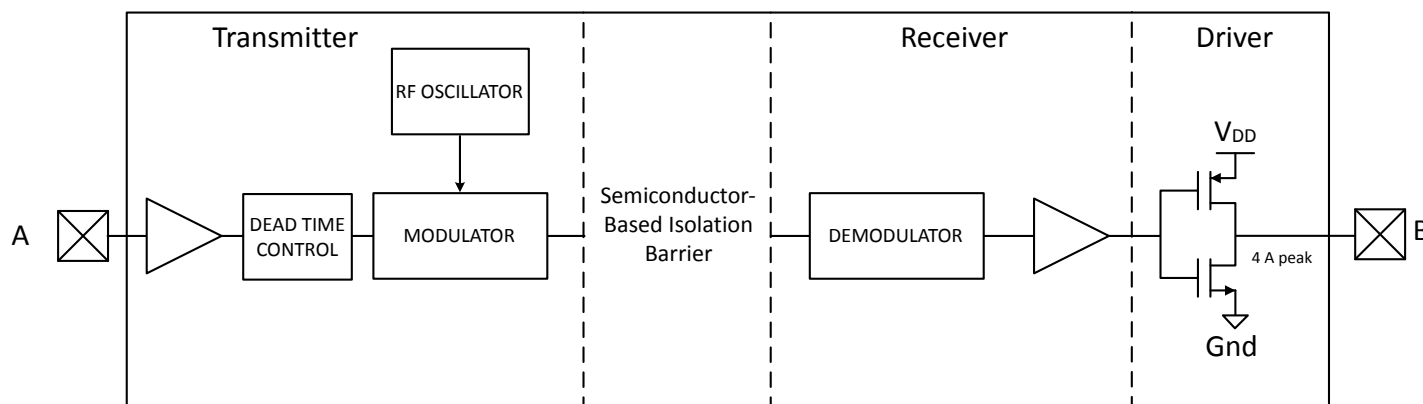 Transmitter
Receiver
Driver
RF OSCILLATOR
VDD
A
DEAD TIME
CONTROL
MODULATOR
Semiconductor-
Based Isolation
Barrier
DEMODULATOR
4 A peak
B
Gnd